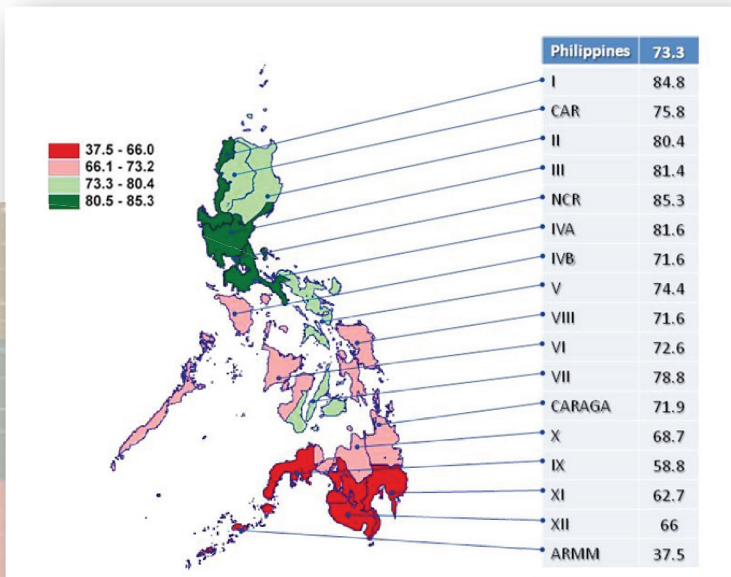 Philippines 73.3
I 84.8
CAR 75.8
II 80.4
III 81.4
NCR 85.3
IVA 81.6
IVB 71.6
V 74.4
VIII 71.6
VI 72.6
VII 78.8
CARAGA 71.9
X 68.7
IX 58.8
XI 62.7
XII 66
ARMM 37.5
37.5 - 66.0
66.1 - 73.2
73.3 - 80.4
80.5 - 85.3